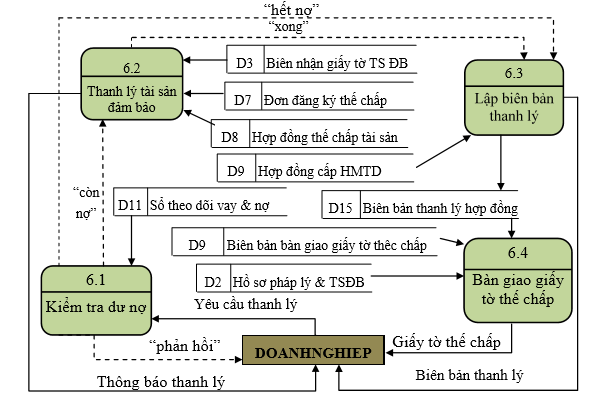 “hết nợ”
“xong”
6.2
Thanh lý tài sản
đảm bảo
D3 Biên nhận giấy tờ TS ĐB
D7 Đơn đăng ký thế chấp
D8 Hợp đồng thế chấp tài sản
D9 Hợp đồng cấp HMTD
6.3
Lập biên bản
thanh lý
“còn
nợ”
D11 Sổ theo dõi vay & nợ
D15 Biên bản thanh lý hợp đồng
D9 Biên bản bàn giao giấy tờ thêc chấp
D2 Hồ sơ pháp lý & TSĐB
6.4
Bàn giao giấy
tờ thế chấp
6.1
Kiểm tra dư nợ
Yêu cầu thanh lý
“phản hồi”
DOANHNGHIEP
Giấy tờ thế chấp
Thông báo thanh lý
Biên bản thanh lý